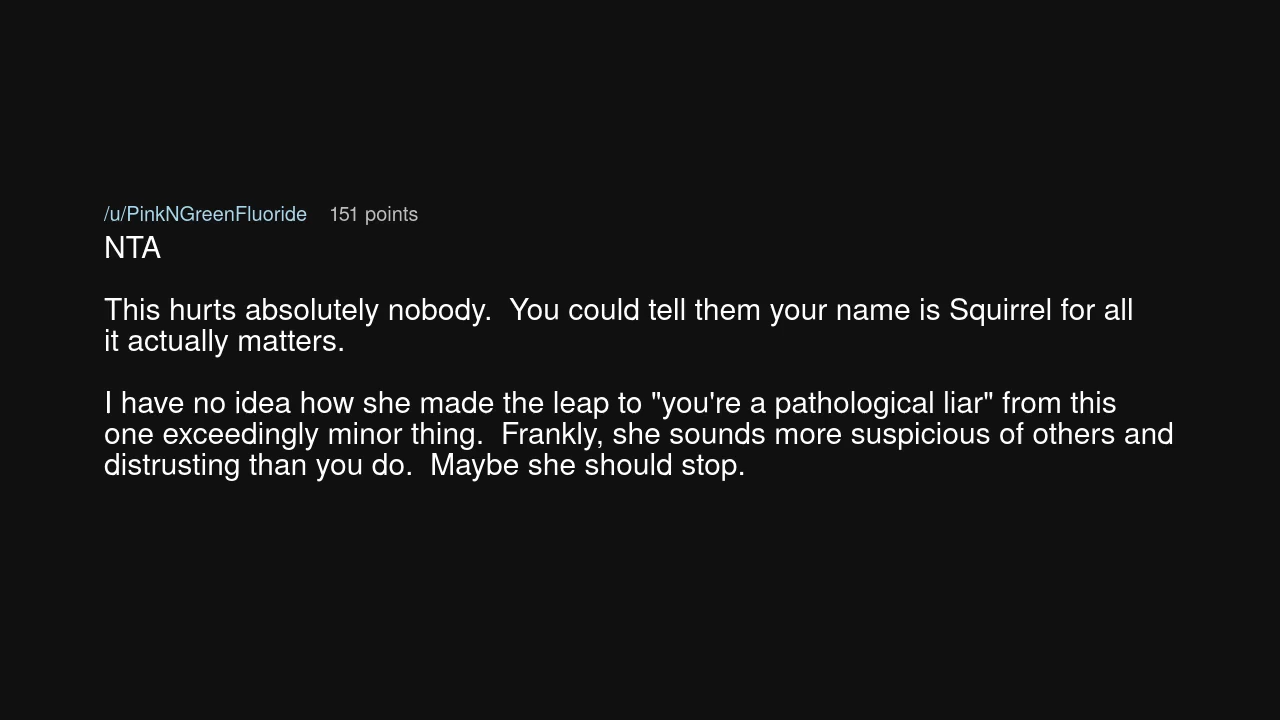 /u/PinkNGreenFluoride 151 points
NTA
This hurts absolutely nobody.  You could tell them your name is Squirrel for all
it actually matters.
I have no idea how she made the leap to "you're a pathological liar" from this
one exceedingly minor thing.  Frankly, she sounds more suspicious of others and
distrusting than you do.  Maybe she should stop.